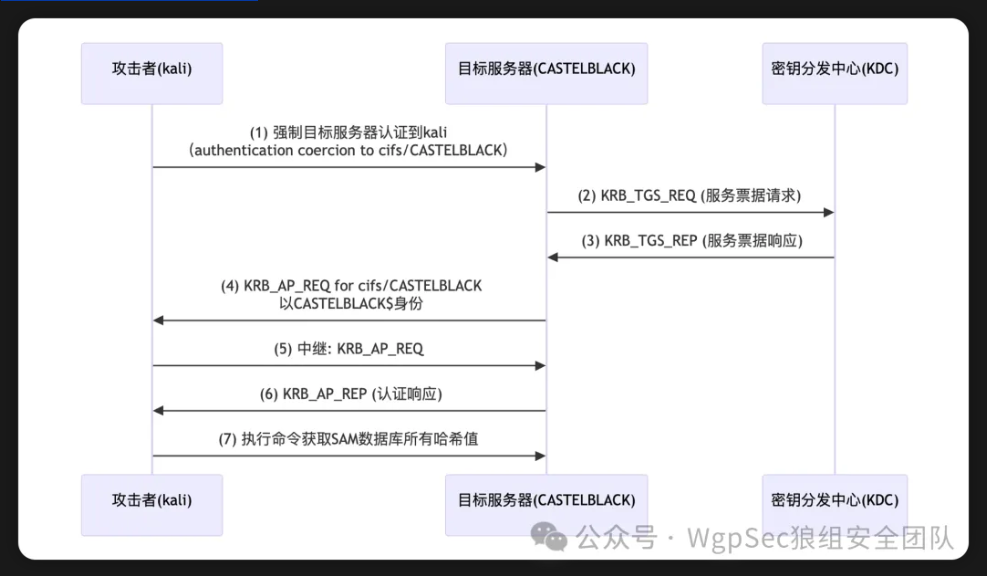 攻击者(kali)
目标服务器(CASTELBLACK)
密钥分发中心(KDC)
(1) 强制目标服务器认证到kali
(authentication coercion to cifs/CASTELBLACK)
(2) KRB_TGS_REQ (服务票据请求)
(3) KRB_TGS_REP (服务票据响应)
(4) KRB_AP_REQ for cifs/CASTELBLACK
以CASTELBLACK$身份
(5) 中继: KRB_AP_REQ
(6) KRB_AP_REP (认证响应)
(7) 执行命令获取SAM数据库所有哈希值
攻击者(kali)
目标服务器(CASTELBLACK)
密钥分发中心(KDC)
公众号 · WgpSec狼组安全团队